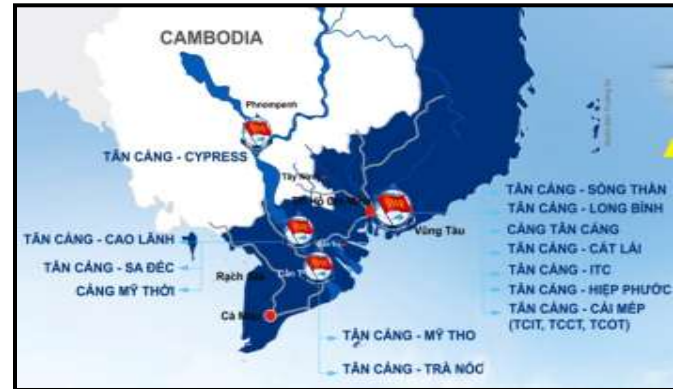 CAMBODIA
Phnompenh
TÂN CẢNG - CYPRESS
Tây Ninh
Vũng Tàu
TÂN CẢNG - SÓNG THẦN
TÂN CẢNG - LONG BÌNH
CẢNG TÂN CẢNG
TÂN CẢNG - CÁT LÁI
TÂN CẢNG - ITC
TÂN CẢNG - HIỆP PHƯỚC
TÂN CẢNG - CÁI MÉP
(TCIT, TCCT, TCOT)
TÂN CẢNG - CAO LÃNH
TÂN CẢNG - SA ĐÉC
CẢNG MỸ THỚI
Rạch
Cà
TÂN CẢNG - MỸ THO
TÂN CẢNG - TRÀ NÓC